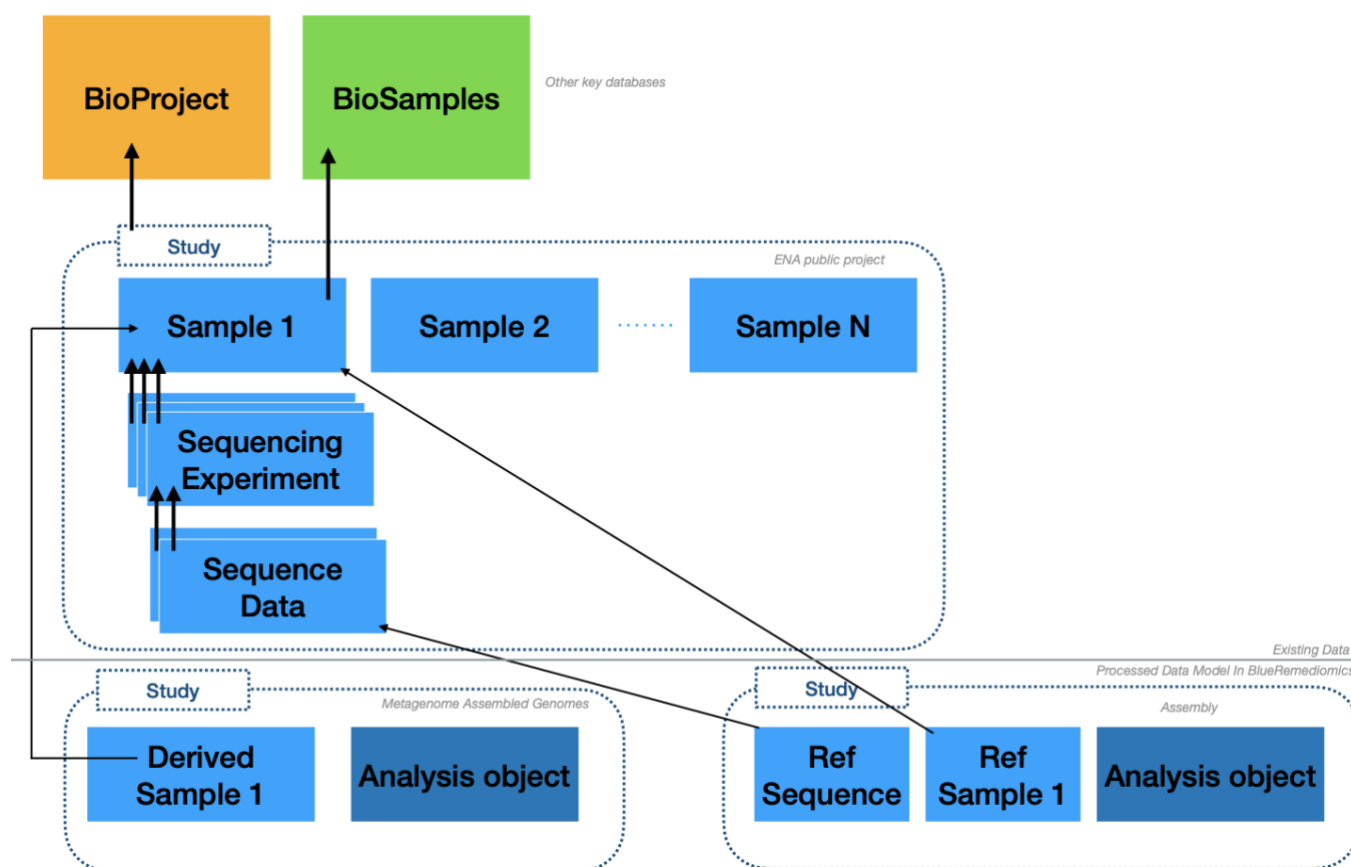 BioProject
BioSamples
Other key databases
Study
ENA public project
Sample 1
Sample 2
Sample N
Sequencing
Experiment
Sequence
Data
Existing Data
Processed Data Model In BlueRemediomics
Study
Metagenome Assembled Genomes
Derived
Sample 1
Analysis object
Study
Assembly
Ref
Sequence
Ref
Sample 1
Analysis object